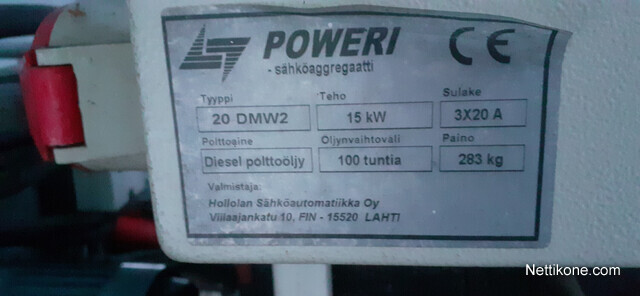 POWERI CE
-sähköaggregaatti
Tyyppi Teho Sulake
20 DMW2 15 kW 3X20 A
Polttoaine Öljynvaihtoväli Paino
Diesel polttoöljy 100 tuntia 283 kg
Valmistaja:
Hollolan Sähköautomatiikka Oy
Villaajankatu 10, FIN - 15520 LAHTI
Nettikone.com